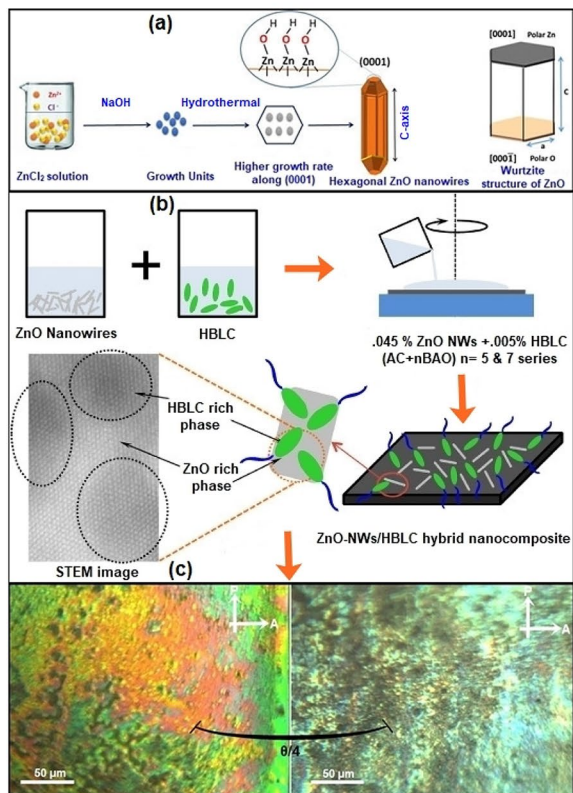 (a)
H H H
O O O
Zn Zn Zn
(0001)
Zn²⁺
Cl⁻
NaOH
Hydrothermal
C-axis
ZnCl₂ solution
Growth Units
Higher growth rate
along (0001)
Hexagonal ZnO nanowires
[0001] Polar Zn
C
a
[0001̅] Polar O
Wurtzite
structure of ZnO
(b)
+
ZnO Nanowires
HBLC
.045 % ZnO NWs +.005% HBLC
(AC+nBAO) n= 5 & 7 series
HBLC rich
phase
ZnO rich
phase
STEM image
ZnO-NWs/HBLC hybrid nanocomposite
(c)
P
A
P
A
θ/4
50 µm
50 µm